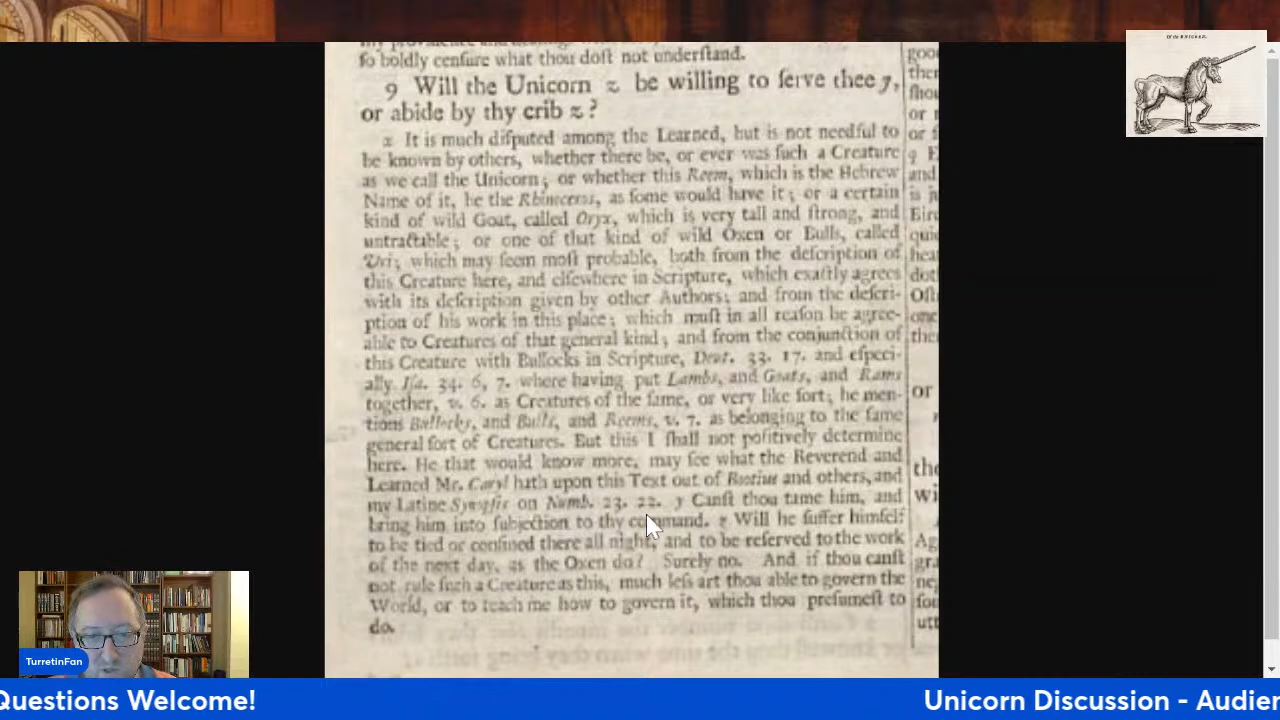 Of the UNICORN.
so boldly censure what thou dost not understand.
9 Will the Unicorn z be willing to ſerve thee y,
or abide by thy crib z?
x It is much diſputed among the Learned, but is not needful to
be known by others, whether there be, or ever was ſuch a Creature
as we call the Unicorn; or whether this Reem, which is the Hebrew
Name of it, be the Rhinoceros, as ſome would have it; or a certain
kind of wild Goat, called Oryx, which is very tall and ſtrong, and
untractable; or one of that kind of wild Oxen or Bulls, called
Uri; which may ſeem moſt probable, both from the deſcription of
this Creature here, and elſewhere in Scripture, which exactly agrees
with its deſcription given by other Authors; and from the deſcri-
ption of his work in this place; which muſt in all reaſon be agree-
able to Creatures of that general kind; and from the conjunction of
this Creature with Bullocks in Scripture, Deut. 33. 17. and eſpeci-
ally. Iſa. 34. 6, 7. where having put Lambs, and Goats, and Rams
together, v. 6. as Creatures of the ſame, or very like ſort; he men-
tions Bullocks, and Bulls, and Reems, v. 7. as belonging to the ſame
general ſort of Creatures. But this I ſhall not poſitively determine
here. He that would know more, may ſee what the Reverend and
Learned Mr. Caryl hath upon this Text out of Bootius and others, and
my Latine Synopſis on Numb. 23. 22. y Canſt thou tame him, and
bring him into ſubjection to thy command. z Will he ſuffer himſelf
to be tied or confined there all night, and to be reſerved to the work
of the next day, as the Oxen do? Surely no. And if thou canſt
not rule ſuch a Creature as this, much leſs art thou able to govern the
World, or to teach me how to govern it, which thou preſumeſt to
do.
TurretinFan
Questions Welcome!
Unicorn Discussion - Audien